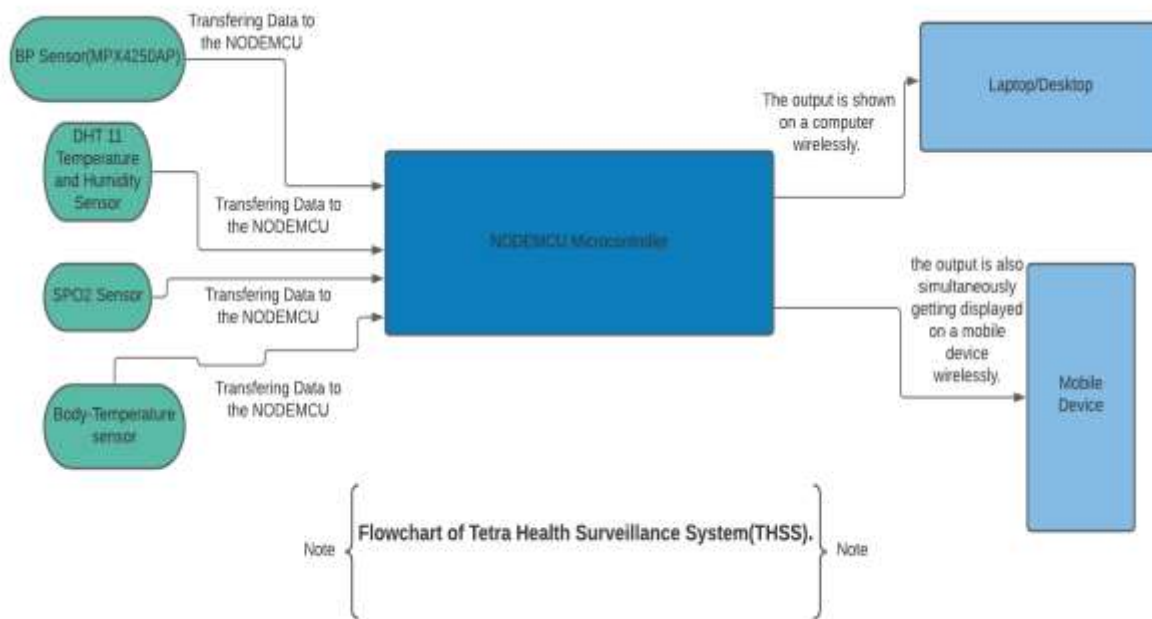 Transfering Data to
the NODEMCU
BP Sensor(MPX4250AP)
DHT 11
Temperature
and Humidity
Sensor
Transfering Data to
the NODEMCU
SPO2 Sensor
Transfering Data to
the NODEMCU
Body-Temperature
sensor
Transfering Data to
the NODEMCU
NODEMCU Microcontroller
The output is shown
on a computer
wirelessly.
Laptop/Desktop
the output is also
simultaneously
getting displayed
on a mobile
device
wirelessly.
Mobile
Device
Note
Flowchart of Tetra Health Surveillance System(THSS).
Note